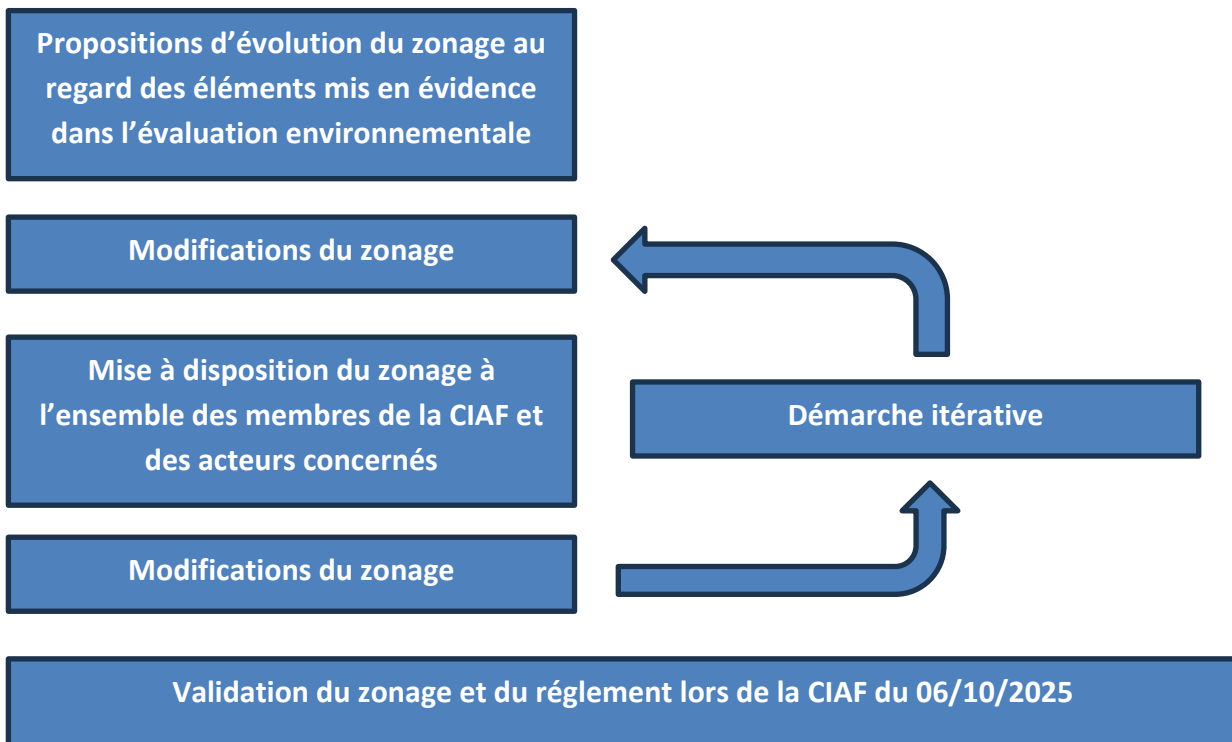 Propositions d’évolution du zonage au
regard des éléments mis en évidence
dans l’évaluation environnementale
Modifications du zonage
Mise à disposition du zonage à
l’ensemble des membres de la CIAF et
des acteurs concernés
Démarche itérative
Modifications du zonage
Validation du zonage et du réglement lors de la CIAF du 06/10/2025